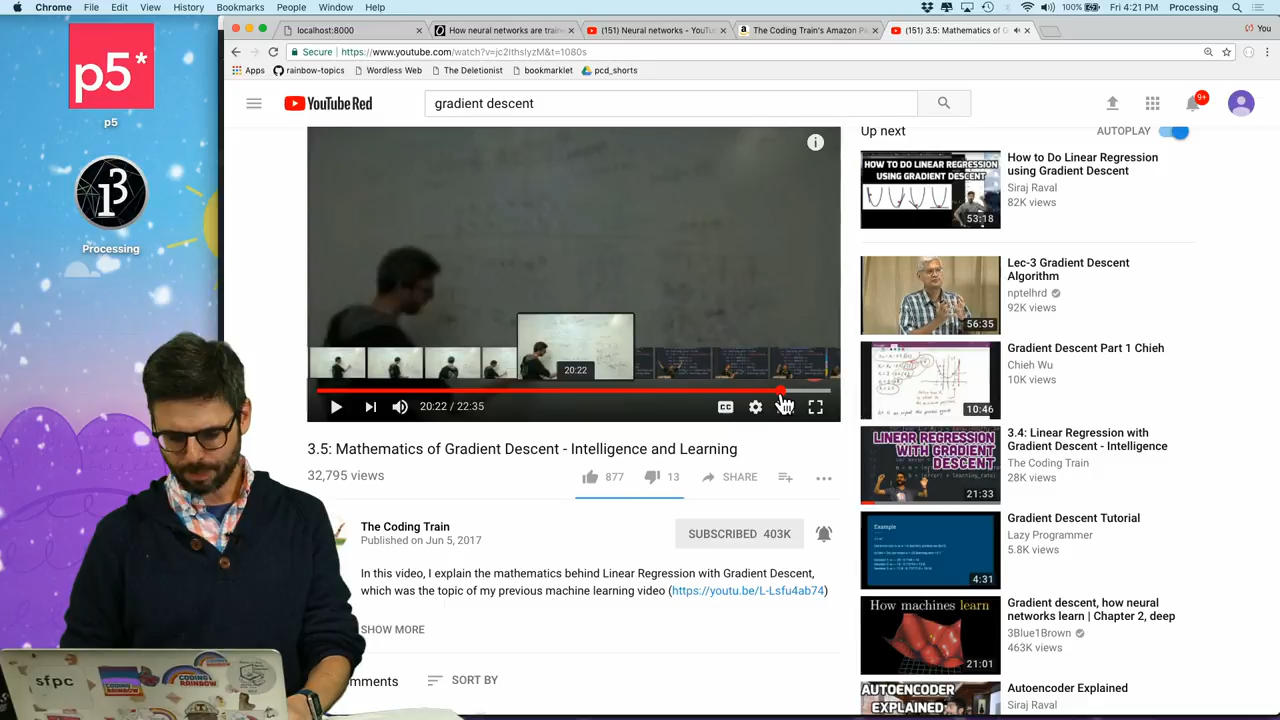 Chrome File Edit View History Bookmarks People Window Help
100% Fri 4:21 PM Processing
localhost:8000
How neural networks are traine
(151) Neural networks - YouTu
The Coding Train's Amazon P
(151) 3.5: Mathematics of G
You
Secure https://www.youtube.com/watch?v=jc2IthslyzM&t=1080s
Apps rainbow-topics Wordless Web The Deletionist bookmarklet pcd_shorts
p5*
p5
Processing
YouTube Red
gradient descent
9+
Up next
AUTOPLAY
HOW TO DO LINEAR REGRESSION
USING GRADIENT DESCENT
53:18
How to Do Linear Regression
using Gradient Descent
Siraj Raval
82K views
56:35
Lec-3 Gradient Descent
Algorithm
nptelhrd
92K views
10:46
Gradient Descent Part 1 Chieh
Chieh Wu
10K views
LINEAR REGRESSION
WITH GRADIENT
DESCENT
21:33
3.4: Linear Regression with
Gradient Descent - Intelligence
The Coding Train
28K views
Example
4:31
Gradient Descent Tutorial
Lazy Programmer
5.8K views
How machines learn
21:01
Gradient descent, how neural
networks learn | Chapter 2, deep
3Blue1Brown
463K views
AUTOENCODER
EXPLAINED
Autoencoder Explained
Siraj Raval
20:22
20:22 / 22:35
CC
3.5: Mathematics of Gradient Descent - Intelligence and Learning
32,795 views
877
13
SHARE
The Coding Train
Published on Jun 5, 2017
SUBSCRIBED 403K
with Gradient Descent,
which was the topic of my previous machine learning video (https://youtu.be/L-Lsfu4ab74)
SHOW MORE
mments
SORT BY
sfpc
CODING
RAINBOW
CODING
RAINBOW